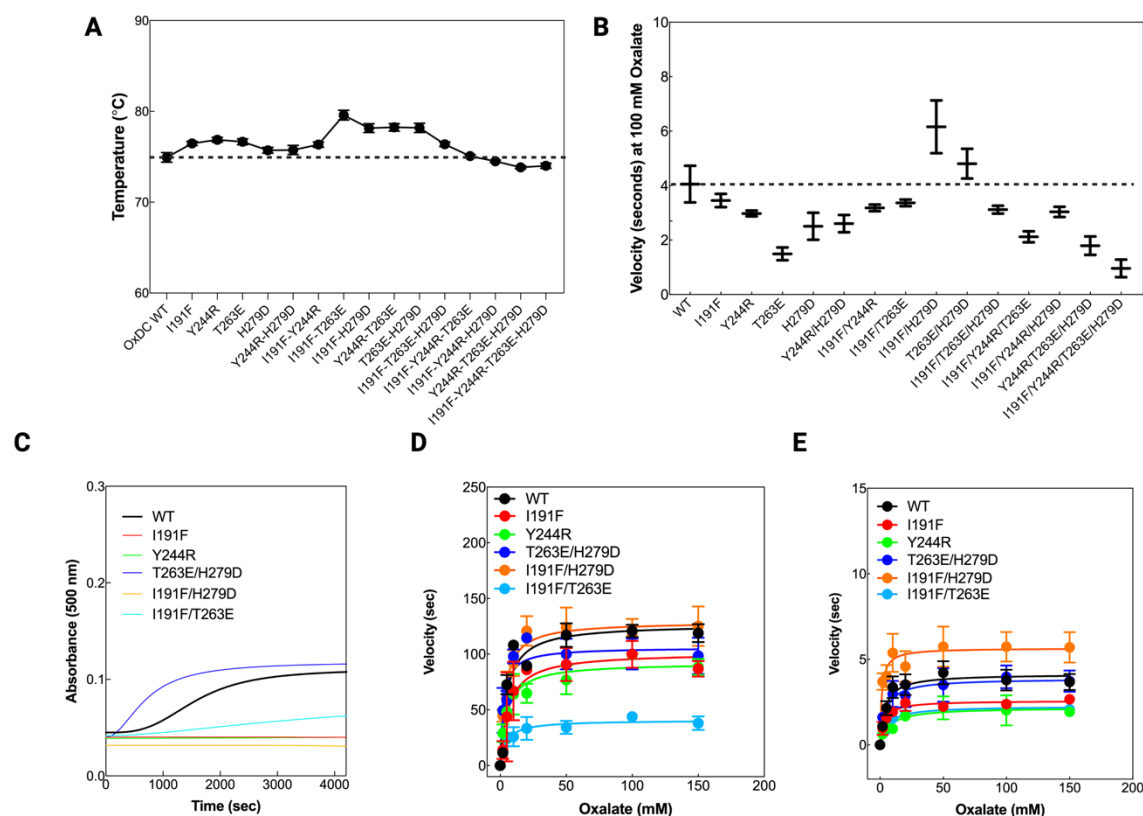 A
Temperature (°C)
90
80
70
60
OxDC WT
I191F
Y244R
T263E
H279D
Y244R-H279D
I191F-Y244R
I191F-T263E
I191F-H279D
Y244R-T263E
T263E-H279D
I191F-T263E-H279D
I191F-Y244R-T263E
I191F-Y244R-H279D
Y244R-T263E-H279D
I191F-Y244R-T263E-H279D
B
Velocity (seconds) at 100 mM Oxalate
10
8
6
4
2
0
WT
I191F
Y244R
T263E
H279D
Y244R/H279D
I191F/Y244R
I191F/T263E
I191F/H279D
T263E/H279D
I191F/T263E/H279D
I191F/Y244R/T263E
I191F/Y244R/H279D
Y244R/T263E/H279D
I191F/Y244R/T263E/H279D
C
Absorbance (500 nm)
0.3
0.2
0.1
0.0
WT
I191F
Y244R
T263E/H279D
I191F/H279D
I191F/T263E
0 1000 2000 3000 4000
Time (sec)
D
Velocity (sec)
250
200
150
100
50
0
WT
I191F
Y244R
T263E/H279D
I191F/H279D
I191F/T263E
0 50 100 150 200
Oxalate (mM)
E
Velocity (sec)
15
10
5
0
WT
I191F
Y244R
T263E/H279D
I191F/H279D
I191F/T263E
0 50 100 150 200
Oxalate (mM)